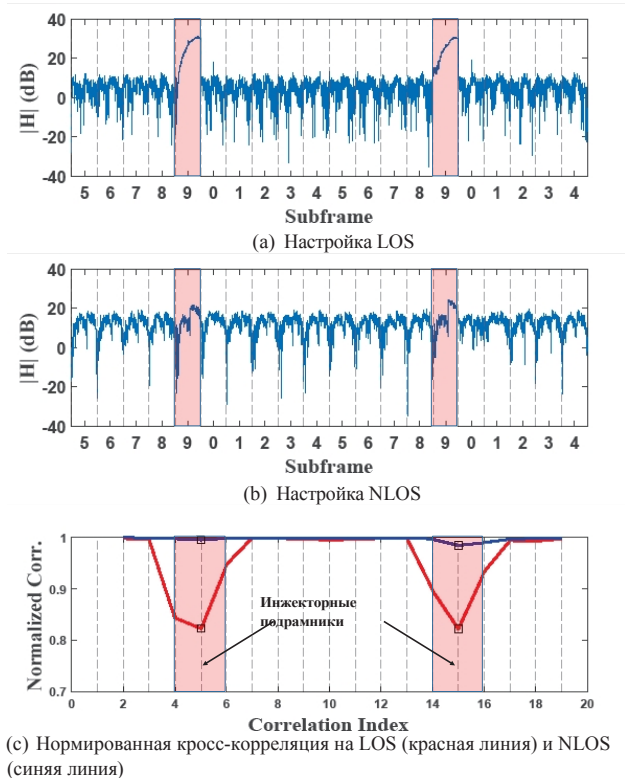 40
20
0
-20
-40
|H| (dB)
5 6 7 8 9 0 1 2 3 4 5 6 7 8 9 0 1 2 3 4
Subframe
(a) Настройка LOS
40
20
0
-20
-40
|H| (dB)
5 6 7 8 9 0 1 2 3 4 5 6 7 8 9 0 1 2 3 4
Subframe
(b) Настройка NLOS
1
0.9
0.8
0.7
Normalized Corr.
Инжекторные
подрамники
0 2 4 6 8 10 12 14 16 18 20
Correlation Index
(c) Нормированная кросс-корреляция на LOS (красная линия) и NLOS
(синяя линия)